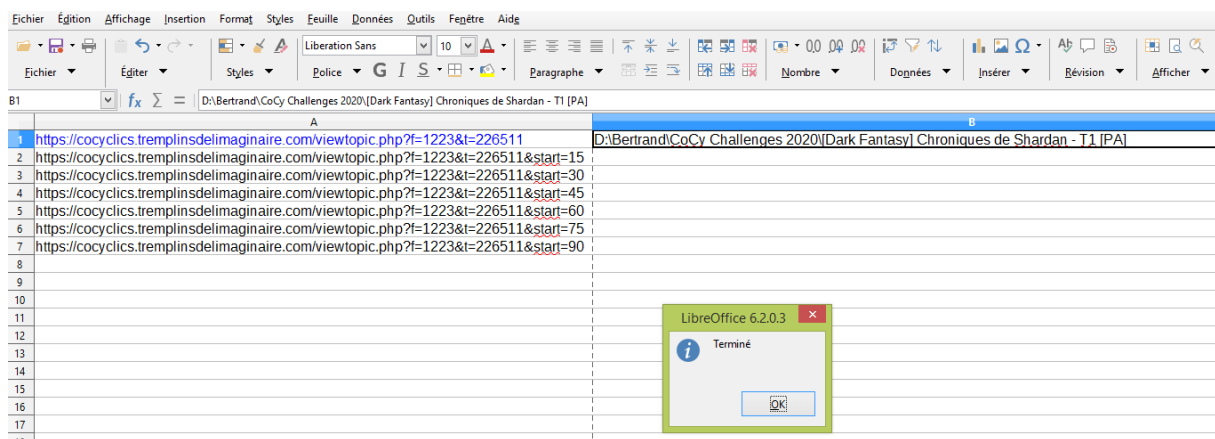 Fichier Édition Affichage Insertion Format Styles Feuille Données Outils Fenêtre Aide
Liberation Sans 10
Fichier Éditer Styles Police G I S Paragraphe Nombre Données Insérer Révision Afficher
B1 fx Σ = D:\Bertrand\CoCy Challenges 2020\[Dark Fantasy] Chroniques de Shardan - T1 [PA]
A B
1 https://cocyclics.tremplinsdelimaginaire.com/viewtopic.php?f=1223&t=226511 D:\Bertrand\CoCy Challenges 2020\[Dark Fantasy] Chroniques de Shardan - T1 [PA]
2 https://cocyclics.tremplinsdelimaginaire.com/viewtopic.php?f=1223&t=226511&start=15
3 https://cocyclics.tremplinsdelimaginaire.com/viewtopic.php?f=1223&t=226511&start=30
4 https://cocyclics.tremplinsdelimaginaire.com/viewtopic.php?f=1223&t=226511&start=45
5 https://cocyclics.tremplinsdelimaginaire.com/viewtopic.php?f=1223&t=226511&start=60
6 https://cocyclics.tremplinsdelimaginaire.com/viewtopic.php?f=1223&t=226511&start=75
7 https://cocyclics.tremplinsdelimaginaire.com/viewtopic.php?f=1223&t=226511&start=90
8
9
10
11 LibreOffice 6.2.0.3
12
13 Terminé
14
15
16 OK
17